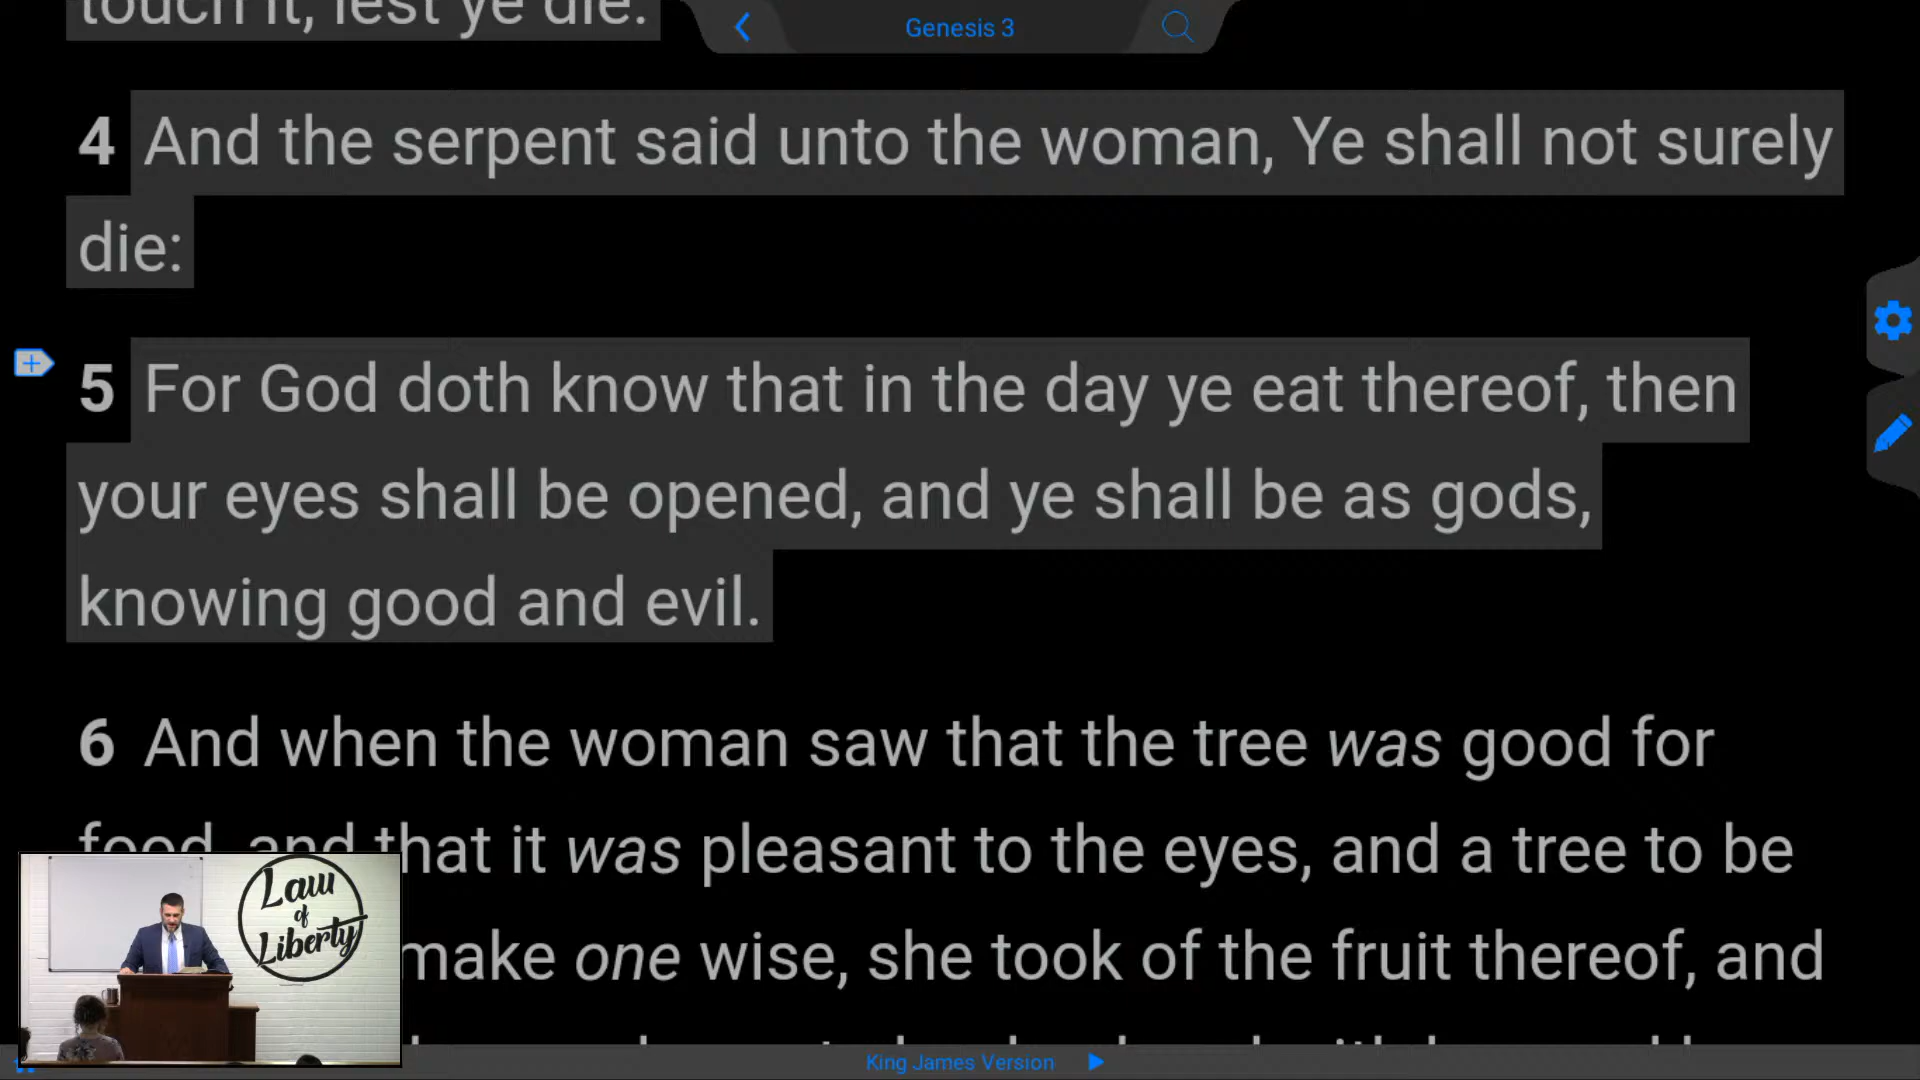 touch it, lest ye die.
Genesis 3
4 And the serpent said unto the woman, Ye shall not surely
die:
5 For God doth know that in the day ye eat thereof, then
your eyes shall be opened, and ye shall be as gods,
knowing good and evil.
6 And when the woman saw that the tree was good for
food, and that it was pleasant to the eyes, and a tree to be
make one wise, she took of the fruit thereof, and
Law
of
Liberty
King James Version